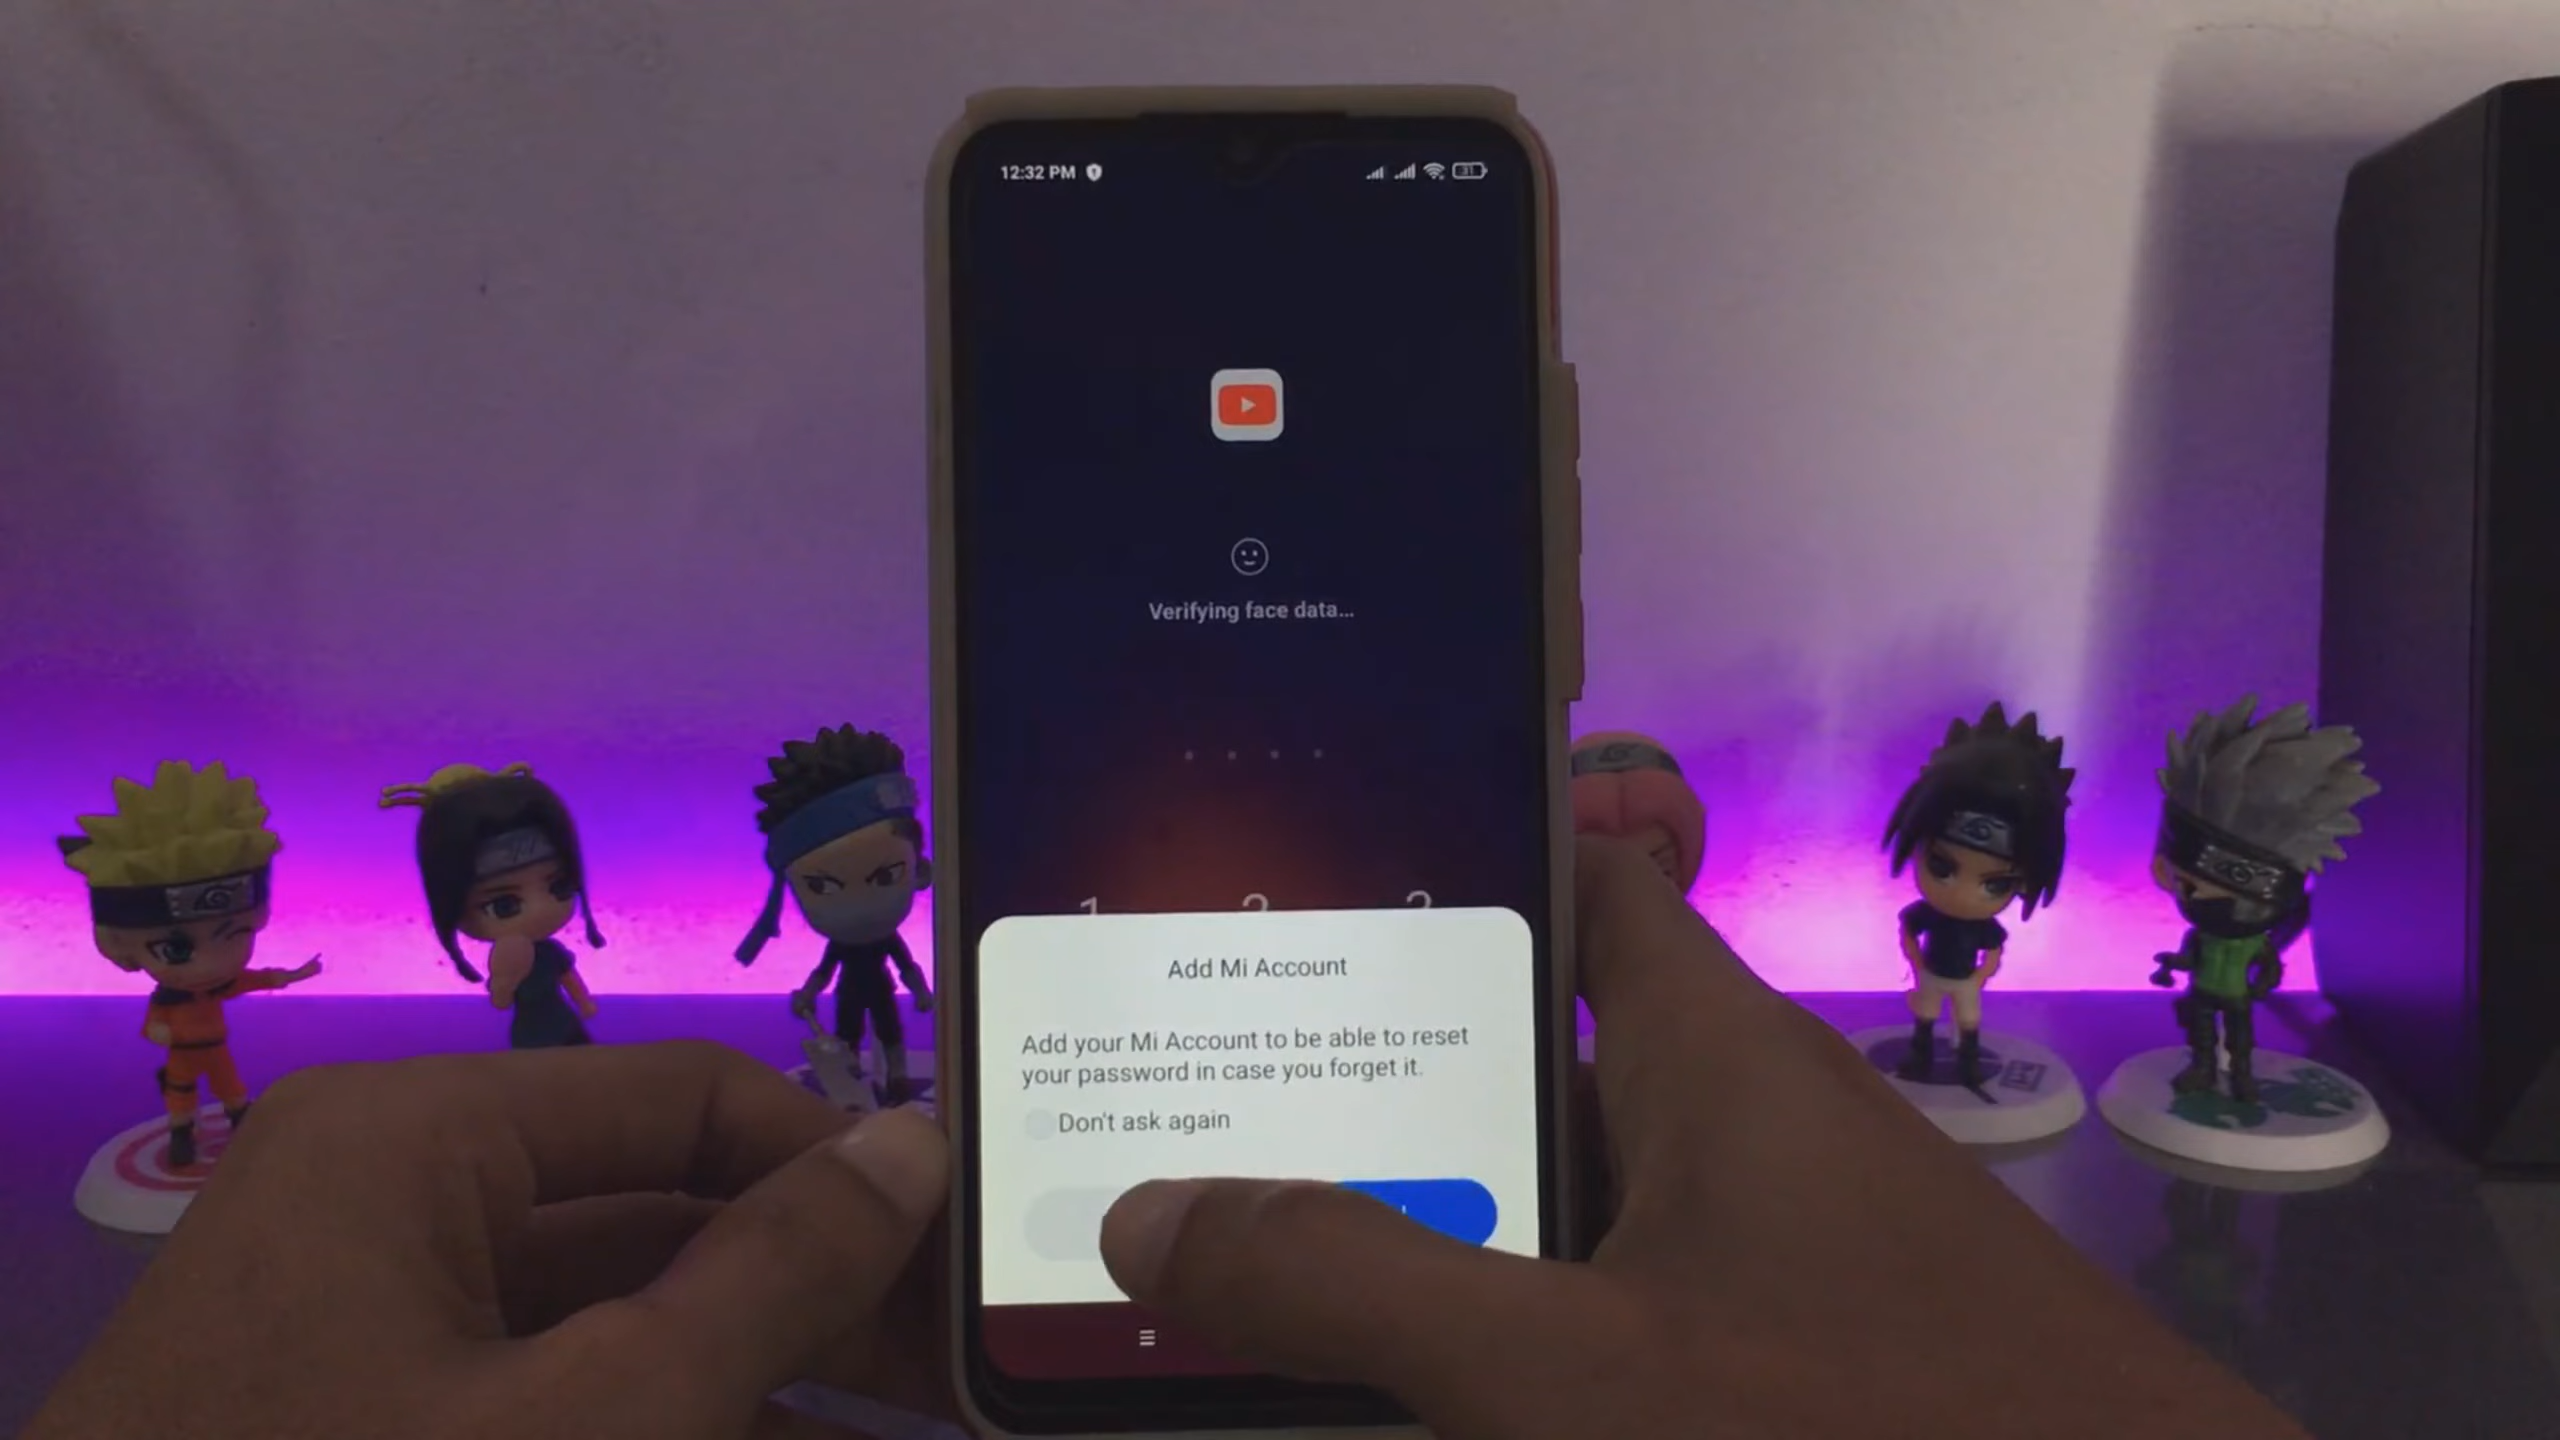 12:32 PM
31
Verifying face data...
Add Mi Account
Add your Mi Account to be able to reset
your password in case you forget it.
Don't ask again